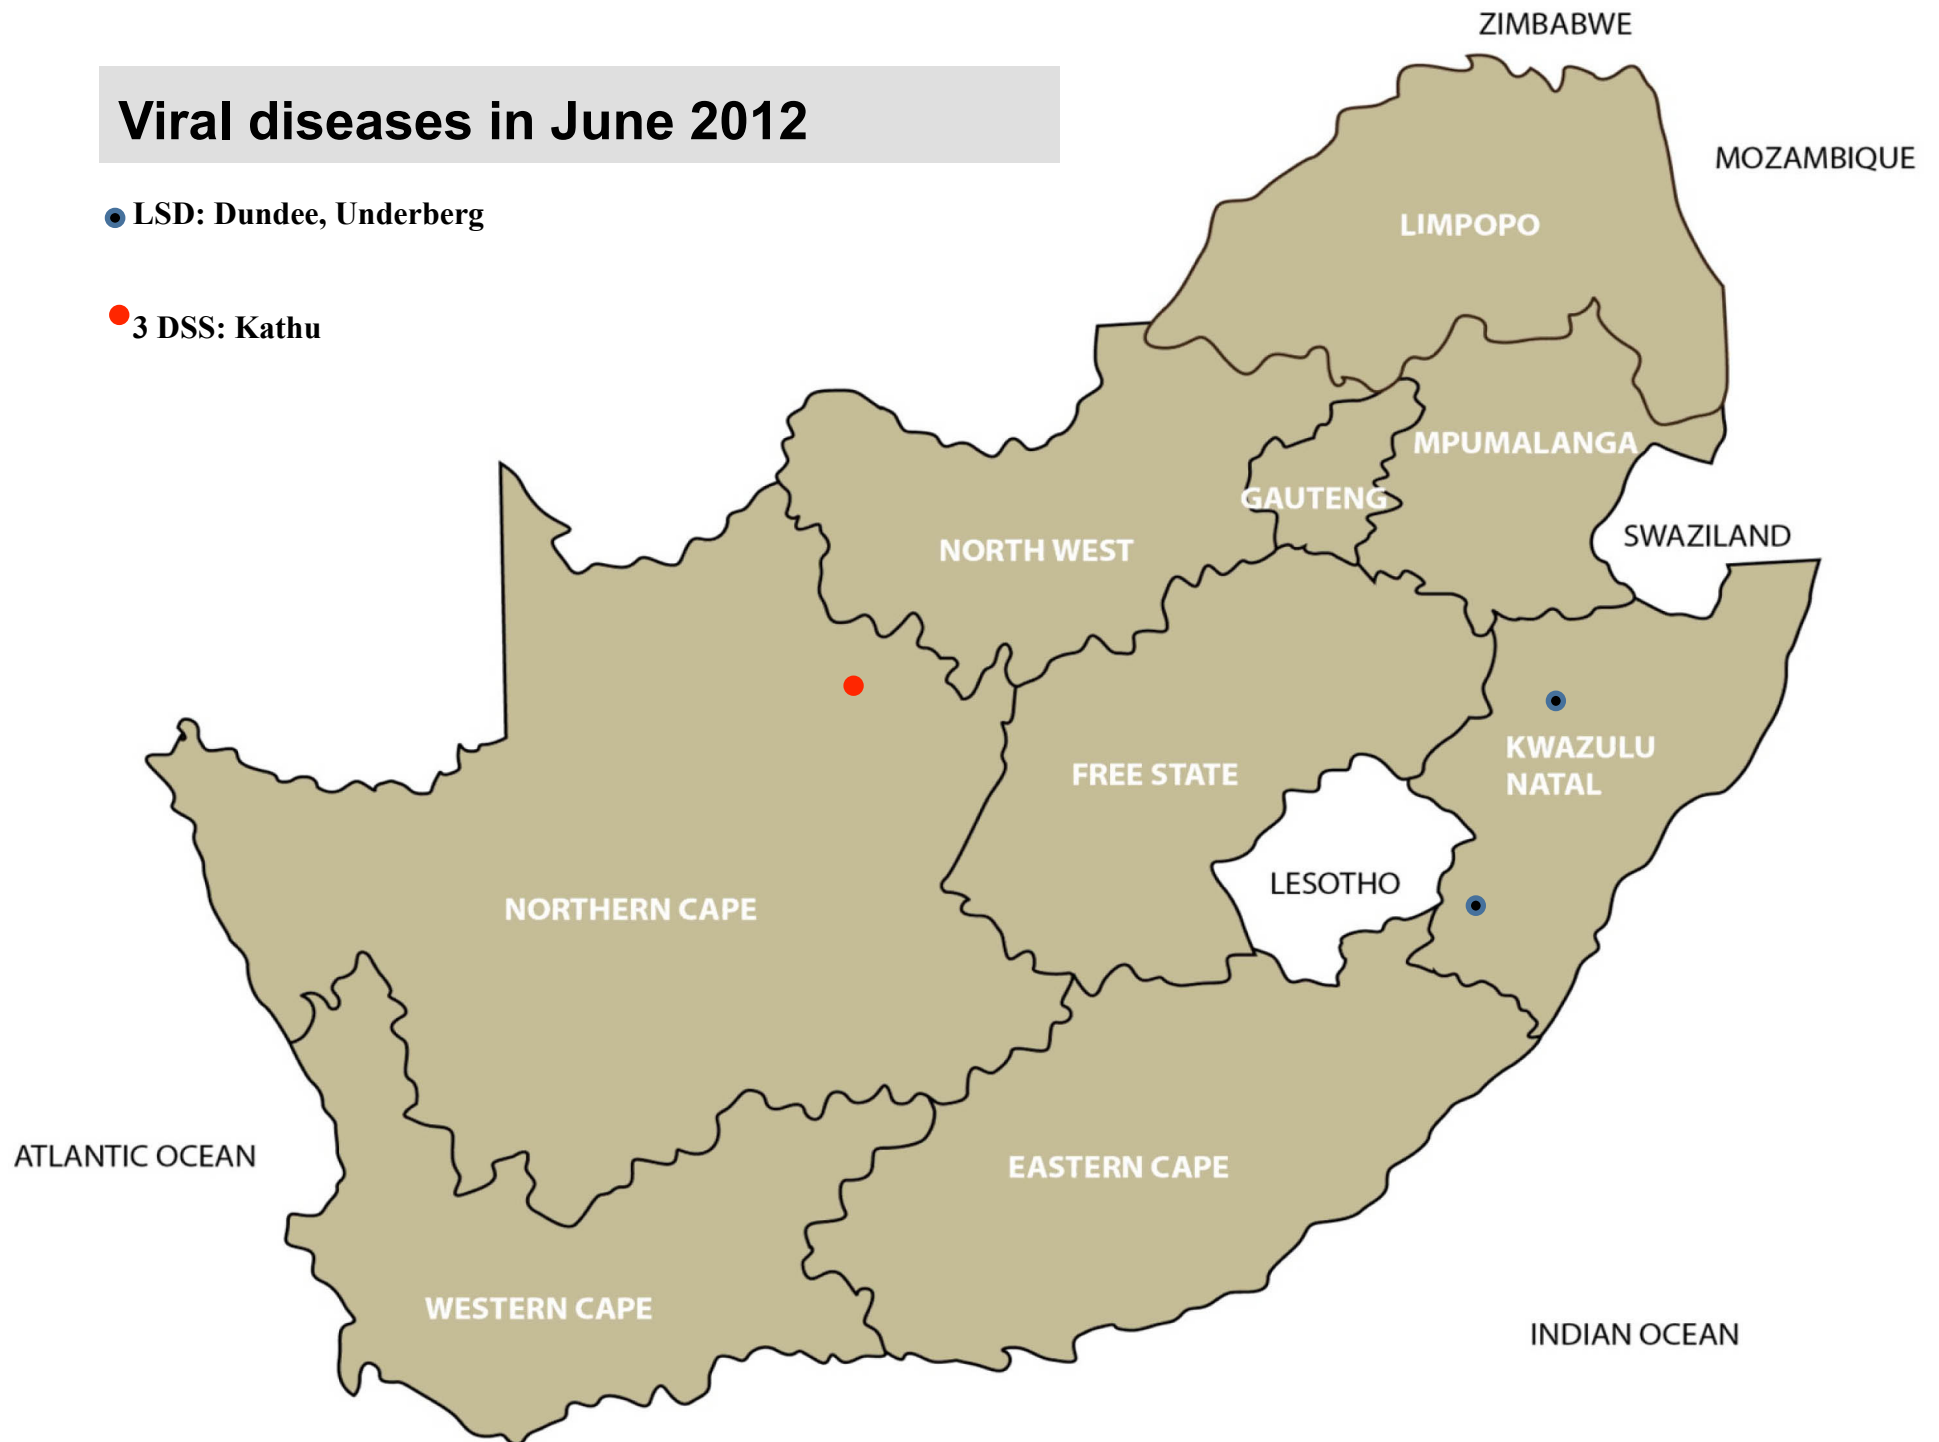 ZIMBABWE
Viral diseases in June 2012
MOZAMBIQUE
LSD: Dundee, Underberg
LIMPOPO
3 DSS: Kathu
MPUMALANGA
GAUTENG
SWAZILAND
NORTH WEST
KWAZULU
NATAL
FREE STATE
LESOTHO
NORTHERN CAPE
ATLANTIC OCEAN
EASTERN CAPE
WESTERN CAPE
INDIAN OCEAN